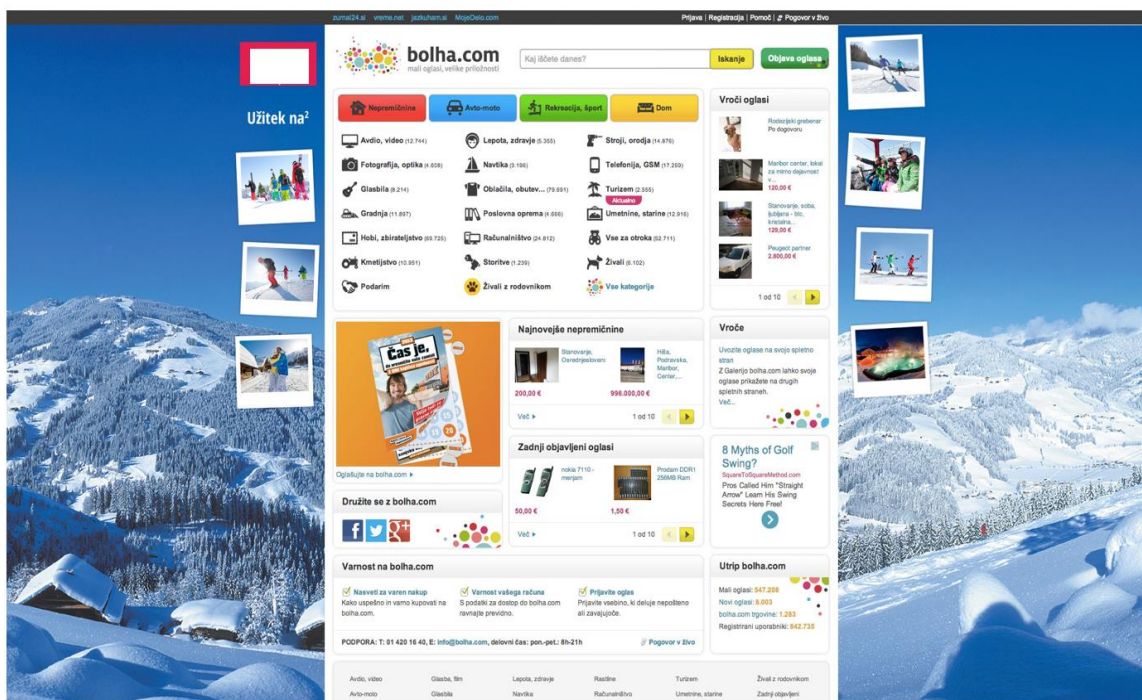 zurnal24.si vreme.net jazkuham.si MojeDelo.com
Prijava | Registracija | Pomoč | Pogovor v živo
bolha.com
mali oglasi, velike priložnosti
Kaj iščete danes?
Iskanje
Objava oglasa
Užitek na²
Nepremičnine
Avto-moto
Rekreacija, šport
Dom
Avdio, video (12.744)
Lepota, zdravje (5.355)
Stroji, orodja (14.876)
Fotografija, optika (4.608)
Navtika (3.106)
Telefonija, GSM (17.259)
Glasbila (8.214)
Oblačila, obutev... (79.891)
Turizem (2.555)
Aktualno
Gradnja (11.897)
Poslovna oprema (4.666)
Umetnine, starine (12.916)
Hobi, zbirateljstvo (69.725)
Računalništvo (24.812)
Vse za otroka (52.711)
Kmetijstvo (10.951)
Storitve (1.239)
Živali (6.102)
Podarim
Živali z rodovnikom
Vse kategorije
Vroči oglasi
Rodezijski grebenar
Po dogovoru
Maribor center, lokal
za mirno dejavnost
v...
120,00 €
Stanovanje, soba,
ljubljana - btc,
kristalna...
129,00 €
Peugeot partner
2.800,00 €
1 od 10
Čas je,
Oglašujte na bolha.com
Najnovejše nepremičnine
Stanovanje,
Osrednjeslovens
200,00 €
Hiša,
Podravska,
Maribor,
Center,...
996.000,00 €
Več
1 od 10
Vroče
Uvozite oglase na svojo spletno
stran
Z Galerijo bolha.com lahko svoje
oglase prikažete na drugih
spletnih straneh.
Več..
Zadnji objavljeni oglasi
nokia 7110 -
menjam
50,00 €
Prodam DDR1
256MB Ram
1,50 €
Več
1 od 10
8 Myths of Golf
Swing?
SquareToSquareMethod.com
Pros Called Him "Straight
Arrow" Learn His Swing
Secrets Here Free!
Družite se z bolha.com
Varnost na bolha.com
Nasveti za varen nakup
Kako uspešno in varno kupovati na
bolha.com.
Varnost vašega računa
S podatki za dostop do bolha.com
ravnajte previdno.
Prijavite oglas
Prijavite vsebino, ki deluje nepošteno
ali zavajujoče.
PODPORA: T: 01 420 16 40, E: info@bolha.com, delovni čas: pon.-pet.: 8h-21h
Pogovor v živo
Utrip bolha.com
Mali oglasi: 547.208
Novi oglasi: 8.003
bolha.com trgovine: 1.283
Registrirani uporabniki: 642.735
Avdio, video
Glasba, film
Lepota, zdravje
Rastline
Turizem
Živali z rodovnikom
Avto-moto
Glasbila
Navtika
Računalništvo
Umetnine, starine
Zadnji objavljeni